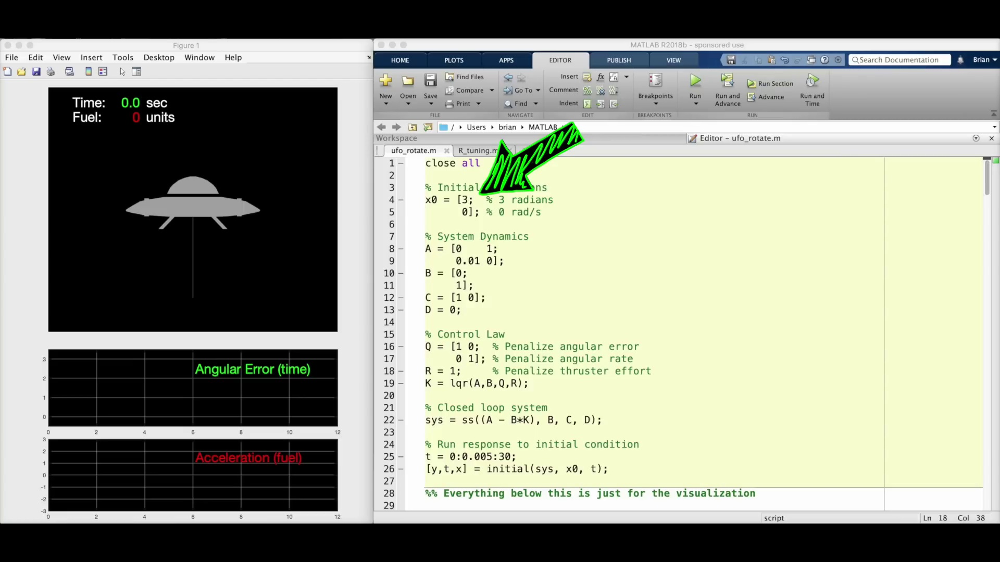 Figure 1
File Edit View Insert Tools Desktop Window Help
Time: 0.0 sec
Fuel: 0 units
Angular Error (time)
3
2
1
0
0 2 4 6 8 10 12
Acceleration (fuel)
3
2
1
0
-1
-2
-3
0 2 4 6 8 10 12
MATLAB R2018b - sponsored use
HOME PLOTS APPS EDITOR PUBLISH VIEW
Search Documentation
Brian
New Open Save
Find Files
Compare
Print
FILE
Go To
Find
NAVIGATE
Insert
Comment
Indent
EDIT
Breakpoints
BREAKPOINTS
Run
Run and Advance
Run Section
Advance
Run and Time
RUN
/ Users brian MATLAB
Workspace
Editor - ufo_rotate.m
ufo_rotate.m R_tuning.m
1 close all
2
3 % Initial
4 x0 = [3; % 3 radians
5 0]; % 0 rad/s
6
7 % System Dynamics
8 A = [0 1;
9 0.01 0];
10 B = [0;
11 1];
12 C = [1 0];
13 D = 0;
14
15 % Control Law
16 Q = [1 0; % Penalize angular error
17 0 1]; % Penalize angular rate
18 R = 1; % Penalize thruster effort
19 K = lqr(A,B,Q,R);
20
21 % Closed loop system
22 sys = ss((A - B*K), B, C, D);
23
24 % Run response to initial condition
25 t = 0:0.005:30;
26 [y,t,x] = initial(sys, x0, t);
27
28 %% Everything below this is just for the visualization
29
script
Ln 18 Col 38